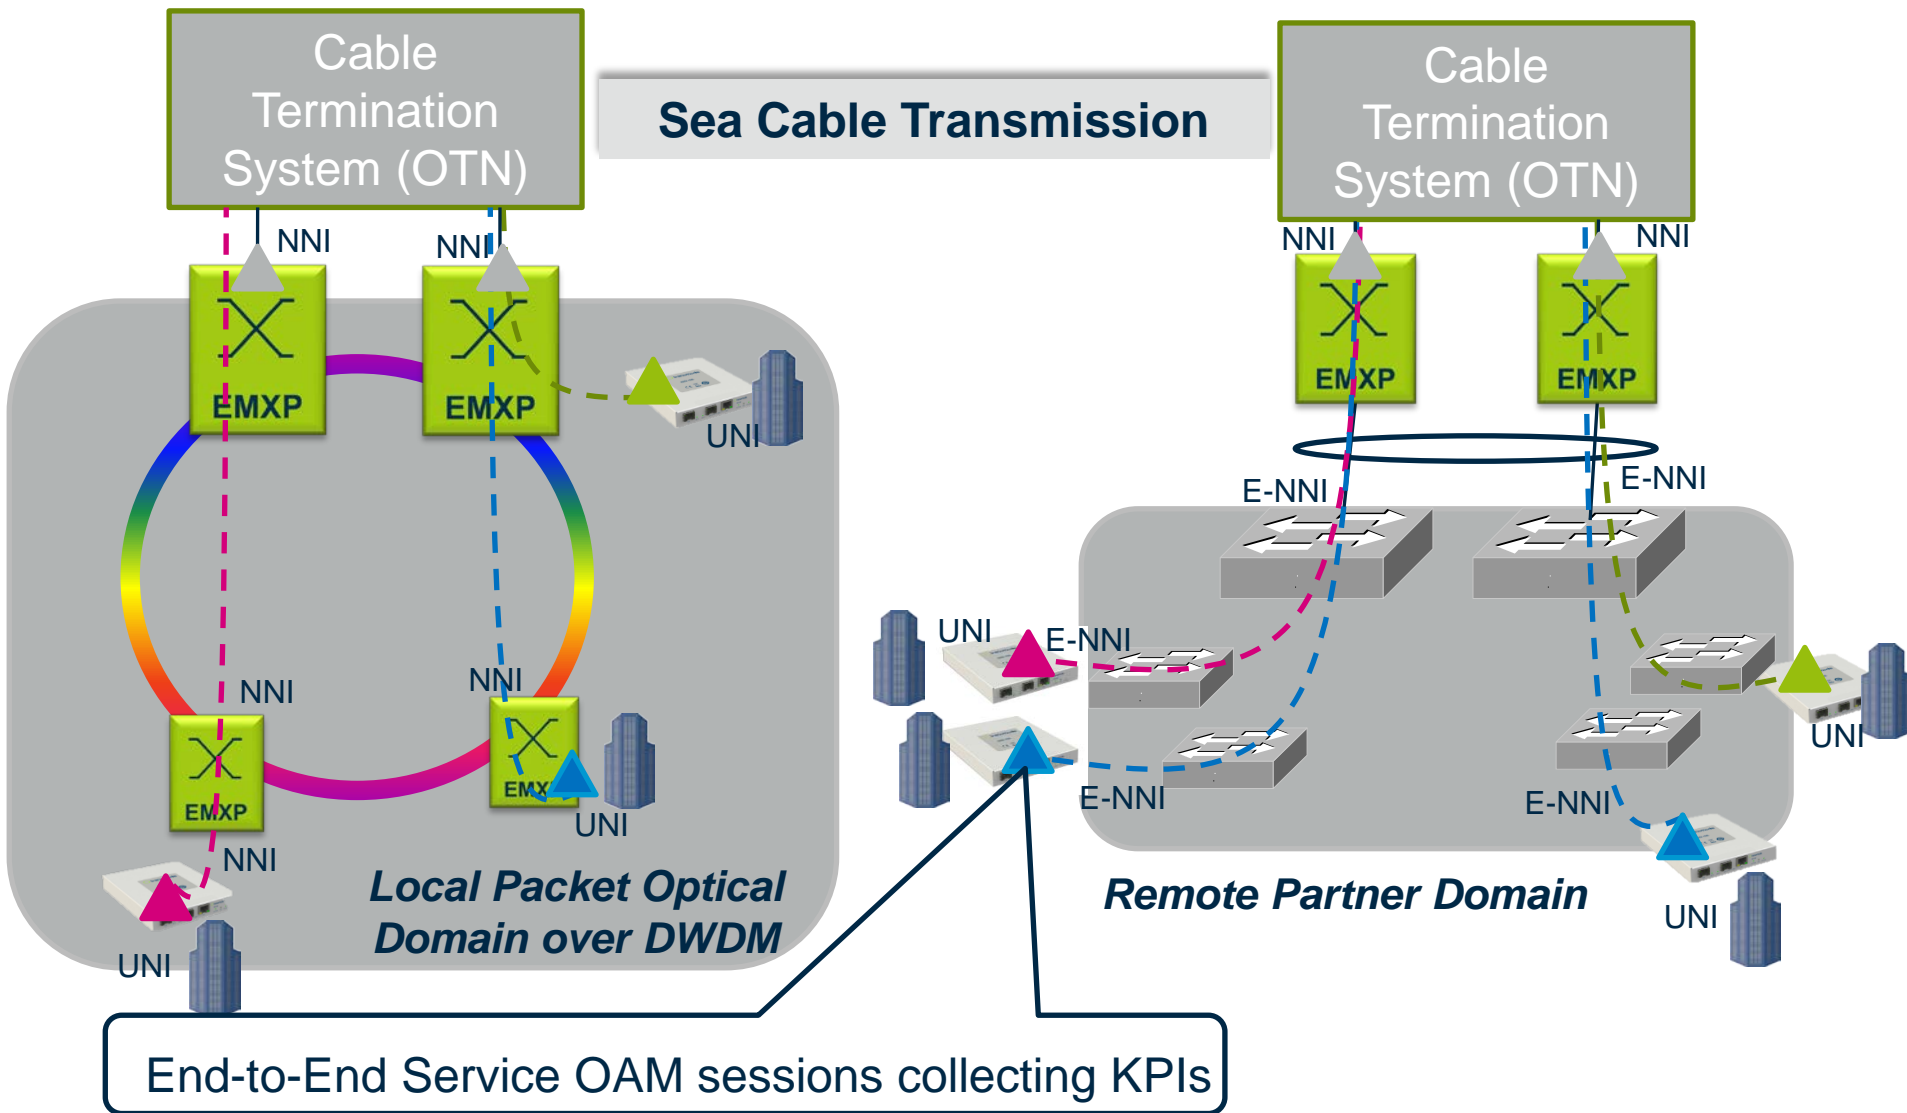 Cable
Termination
System (OTN)
Sea Cable Transmission
Cable
Termination
System (OTN)
NNI
NNI
NNI
NNI
EMXP
EMXP
EMXP
EMXP
UNI
E-NNI
E-NNI
UNI
E-NNI
NNI
NNI
EMXP
EMXP
UNI
NNI
E-NNI
E-NNI
UNI
UNI
UNI
Local Packet Optical
Domain over DWDM
Remote Partner Domain
End-to-End Service OAM sessions collecting KPIs